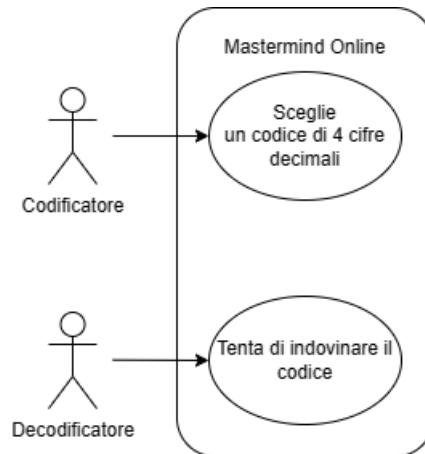 Mastermind Online
Sceglie
un codice di 4 cifre
decimali
Codificatore
Tenta di indovinare il
codice
Decodificatore